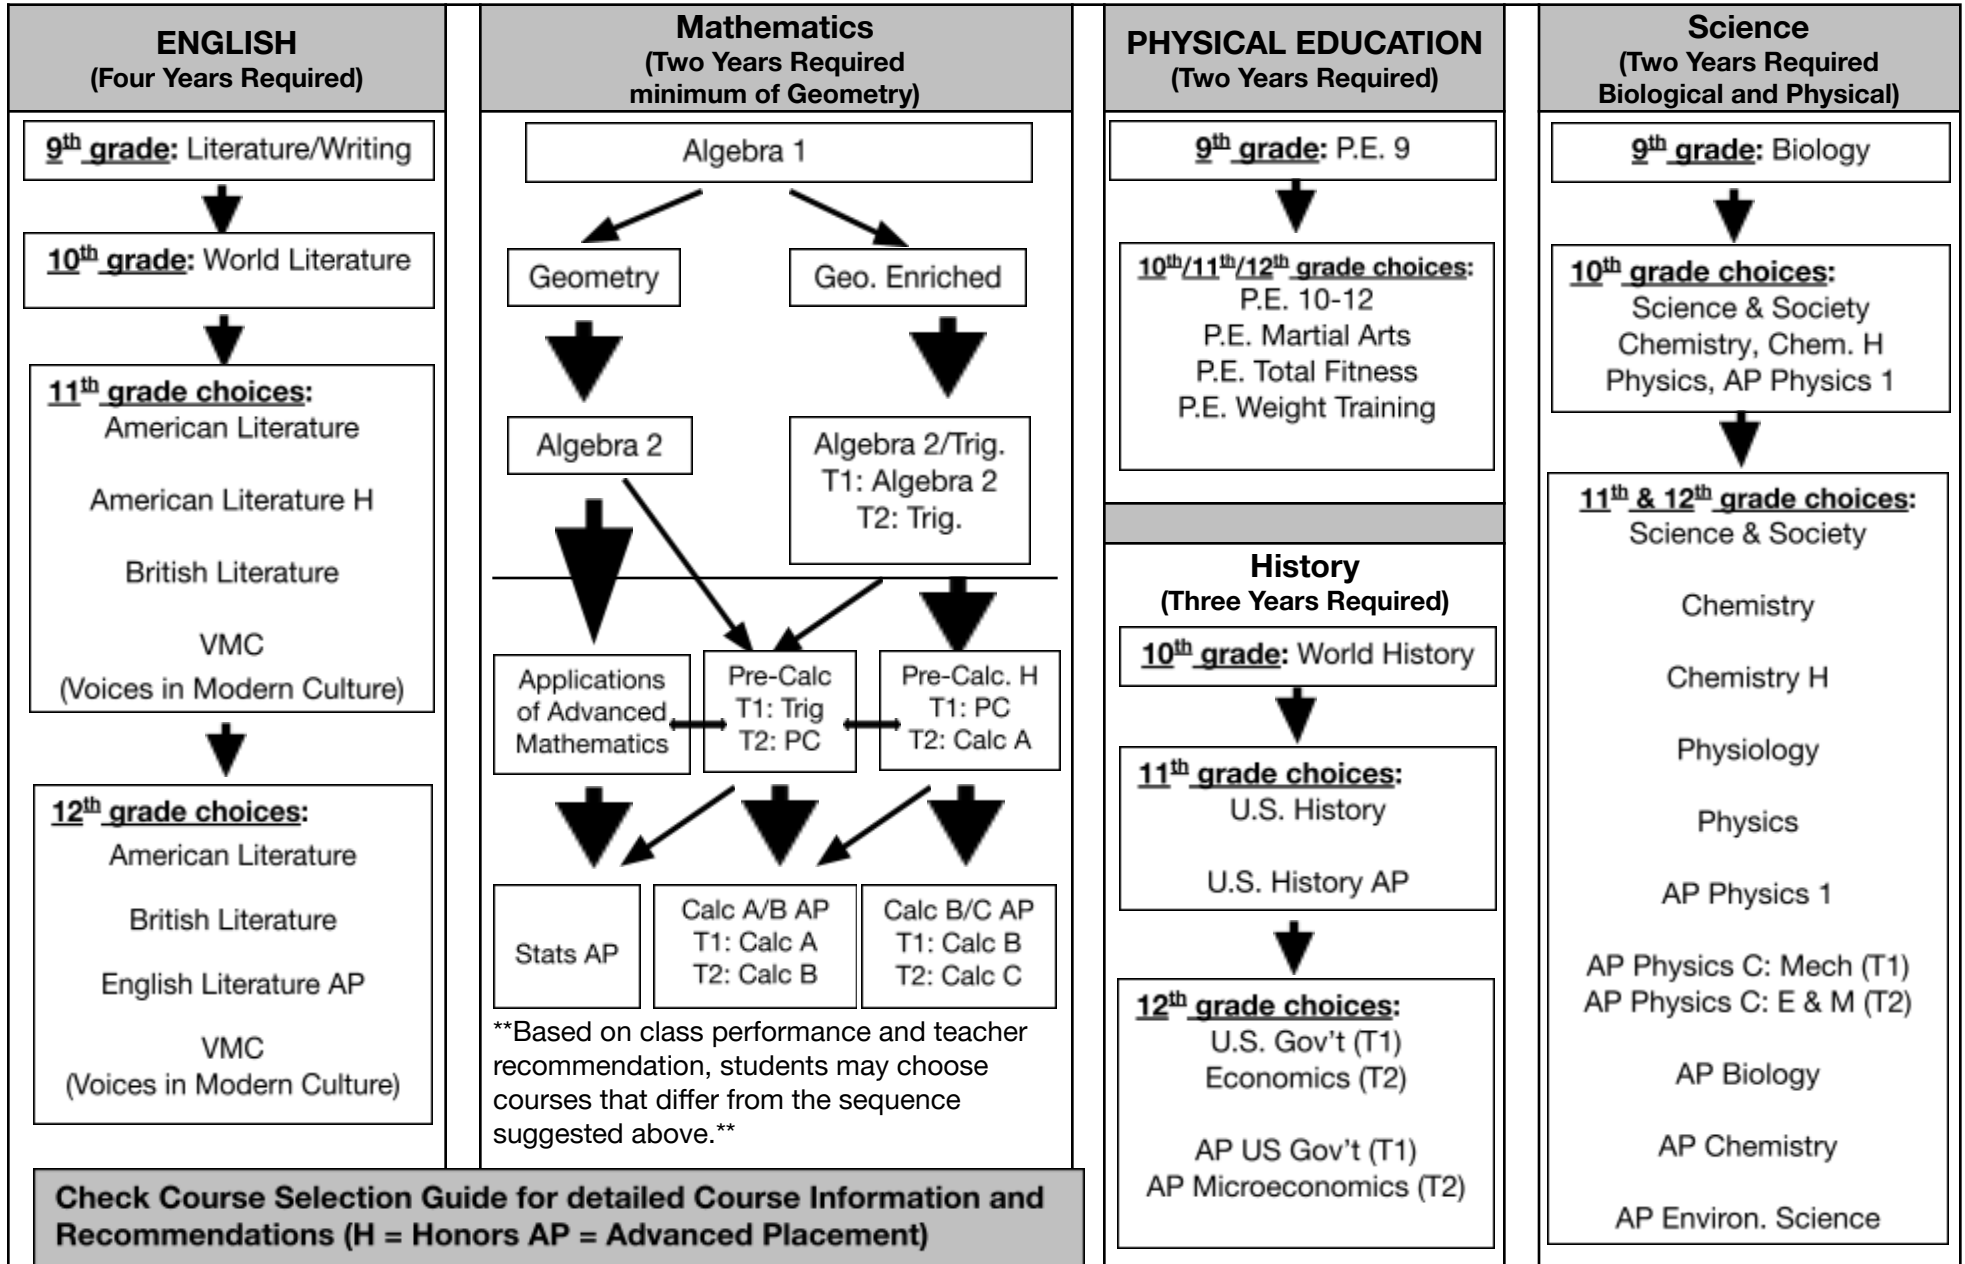 ENGLISH
(Four Years Required)
9th grade: Literature/Writing
10th grade: World Literature
11th grade choices:
American Literature
American Literature H
British Literature
VMC
(Voices in Modern Culture)
12th grade choices:
American Literature
British Literature
English Literature AP
VMC
(Voices in Modern Culture)
Mathematics
(Two Years Required
minimum of Geometry)
Algebra 1
Geometry
Geo. Enriched
Algebra 2
Algebra 2/Trig.
T1: Algebra 2
T2: Trig.
Applications
of Advanced
Mathematics
Pre-Calc
T1: Trig
T2: PC
Pre-Calc. H
T1: PC
T2: Calc A
Stats AP
Calc A/B AP
T1: Calc A
T2: Calc B
Calc B/C AP
T1: Calc B
T2: Calc C
**Based on class performance and teacher
recommendation, students may choose
courses that differ from the sequence
suggested above.**
Check Course Selection Guide for detailed Course Information and
Recommendations (H = Honors AP = Advanced Placement)
PHYSICAL EDUCATION
(Two Years Required)
9th grade: P.E. 9
10th/11th/12th grade choices:
P.E. 10-12
P.E. Martial Arts
P.E. Total Fitness
P.E. Weight Training
History
(Three Years Required)
10th grade: World History
11th grade choices:
U.S. History
U.S. History AP
12th grade choices:
U.S. Gov't (T1)
Economics (T2)
AP US Gov't (T1)
AP Microeconomics (T2)
Science
(Two Years Required
Biological and Physical)
9th grade: Biology
10th grade choices:
Science & Society
Chemistry, Chem. H
Physics, AP Physics 1
11th & 12th grade choices:
Science & Society
Chemistry
Chemistry H
Physiology
Physics
AP Physics 1
AP Physics C: Mech (T1)
AP Physics C: E & M (T2)
AP Biology
AP Chemistry
AP Environ. Science